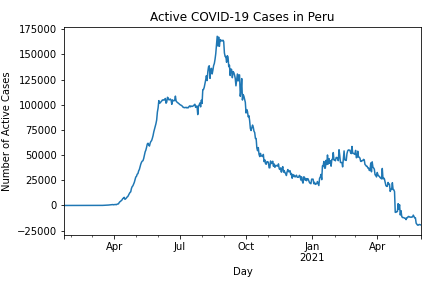 Active COVID-19 Cases in Peru
Number of Active Cases
175000
150000
125000
100000
75000
50000
25000
0
−25000
Apr
Jul
Oct
Jan
2021
Apr
Day